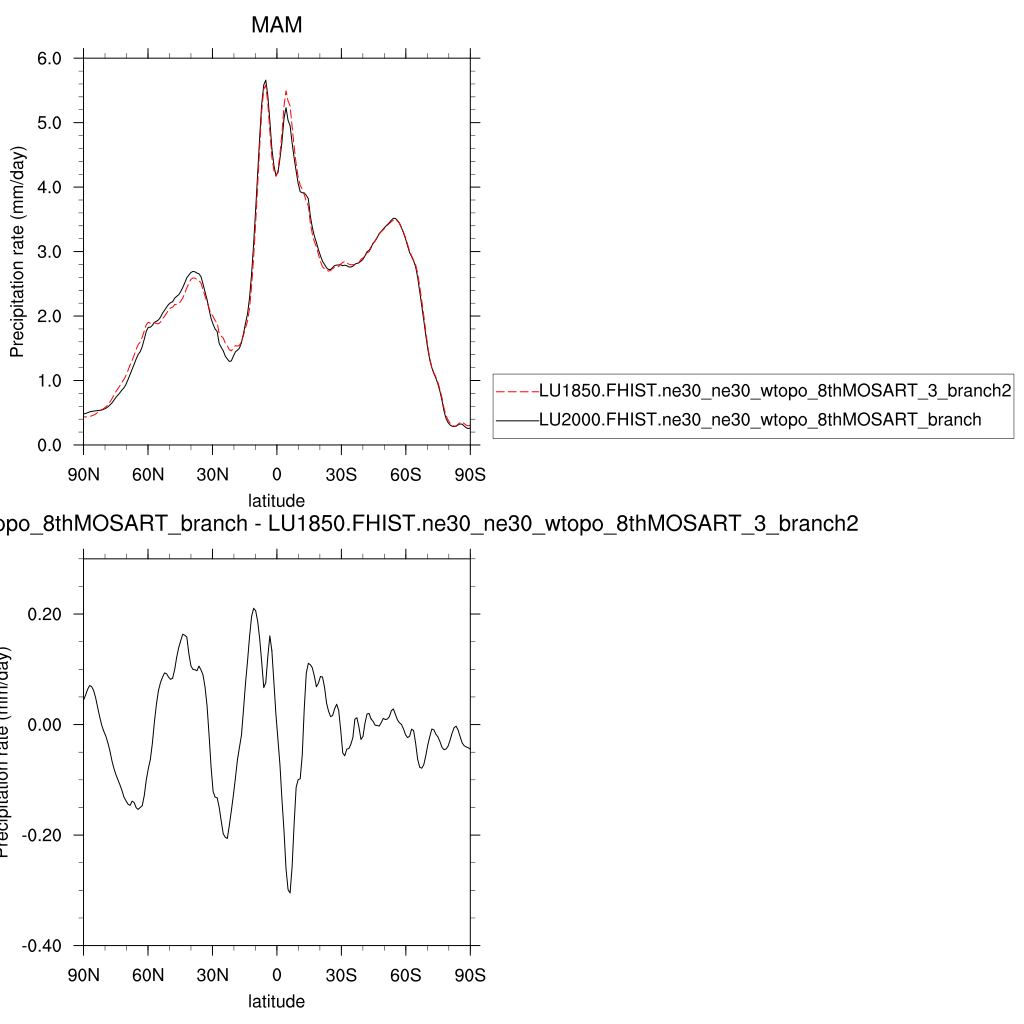 MAM
6.0
5.0
4.0
3.0
2.0
1.0
0.0
Precipitation rate (mm/day)
90N 60N 30N 0 30S 60S 90S
latitude
LU1850.FHIST.ne30_ne30_wtopo_8thMOSART_3_branch2
LU2000.FHIST.ne30_ne30_wtopo_8thMOSART_branch
opo_8thMOSART_branch - LU1850.FHIST.ne30_ne30_wtopo_8thMOSART_3_branch2
0.20
0.00
-0.20
-0.40
Precipitation rate (mm/day)
90N 60N 30N 0 30S 60S 90S
latitude